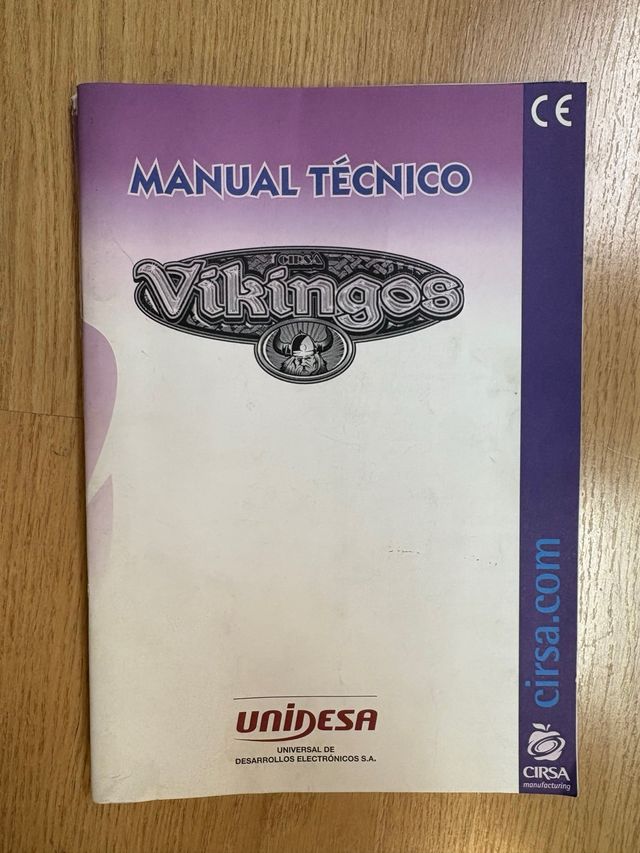 CE
MANUAL TÉCNICO
CIRSA
Vikingos
cirsa.com
UNIDESA
UNIVERSAL DE
DESARROLLOS ELECTRÓNICOS S.A.
CIRSA
manufacturing